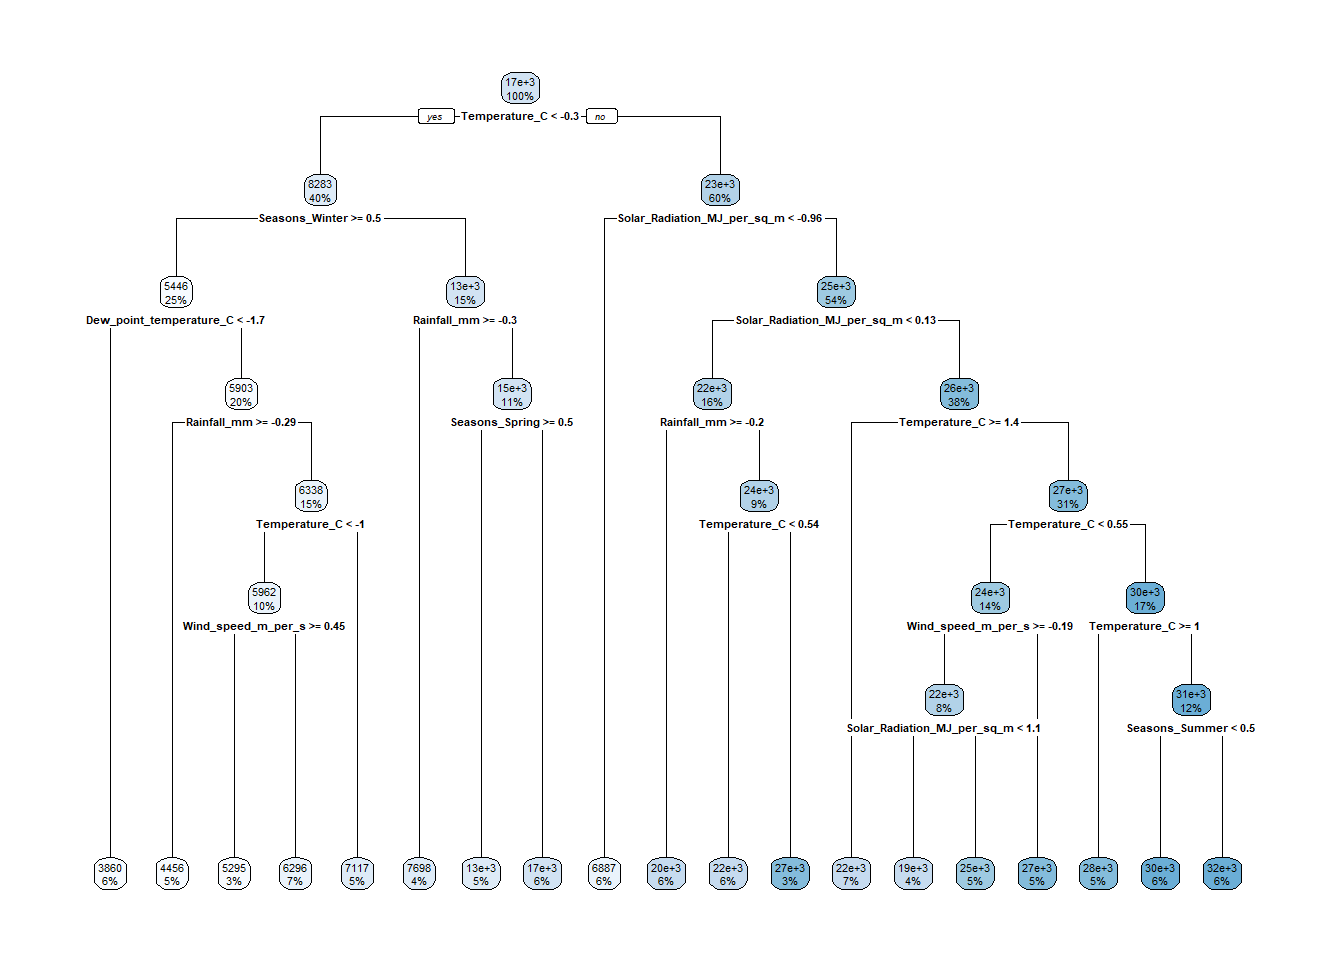 17e+3
100%
yes
Temperature_C < -0.3
no
8283
40%
23e+3
60%
Seasons_Winter >= 0.5
Solar_Radiation_MJ_per_sq_m < -0.96
5446
25%
13e+3
15%
25e+3
54%
Dew_point_temperature_C < -1.7
Rainfall_mm >= -0.3
Solar_Radiation_MJ_per_sq_m < 0.13
5903
20%
15e+3
11%
22e+3
16%
26e+3
38%
Rainfall_mm >= -0.29
Seasons_Spring >= 0.5
Rainfall_mm >= -0.2
Temperature_C >= 1.4
6338
15%
24e+3
9%
27e+3
31%
Temperature_C < -1
Temperature_C < 0.54
Temperature_C < 0.55
5962
10%
24e+3
14%
30e+3
17%
Wind_speed_m_per_s >= 0.45
Wind_speed_m_per_s >= -0.19
Temperature_C >= 1
22e+3
8%
31e+3
12%
Solar_Radiation_MJ_per_sq_m < 1.1
Seasons_Summer < 0.5
3860
6%
4456
5%
5295
3%
6296
7%
7117
5%
7698
4%
13e+3
5%
17e+3
6%
6887
6%
20e+3
6%
22e+3
6%
27e+3
3%
22e+3
7%
19e+3
4%
25e+3
5%
27e+3
5%
28e+3
5%
30e+3
6%
32e+3
6%